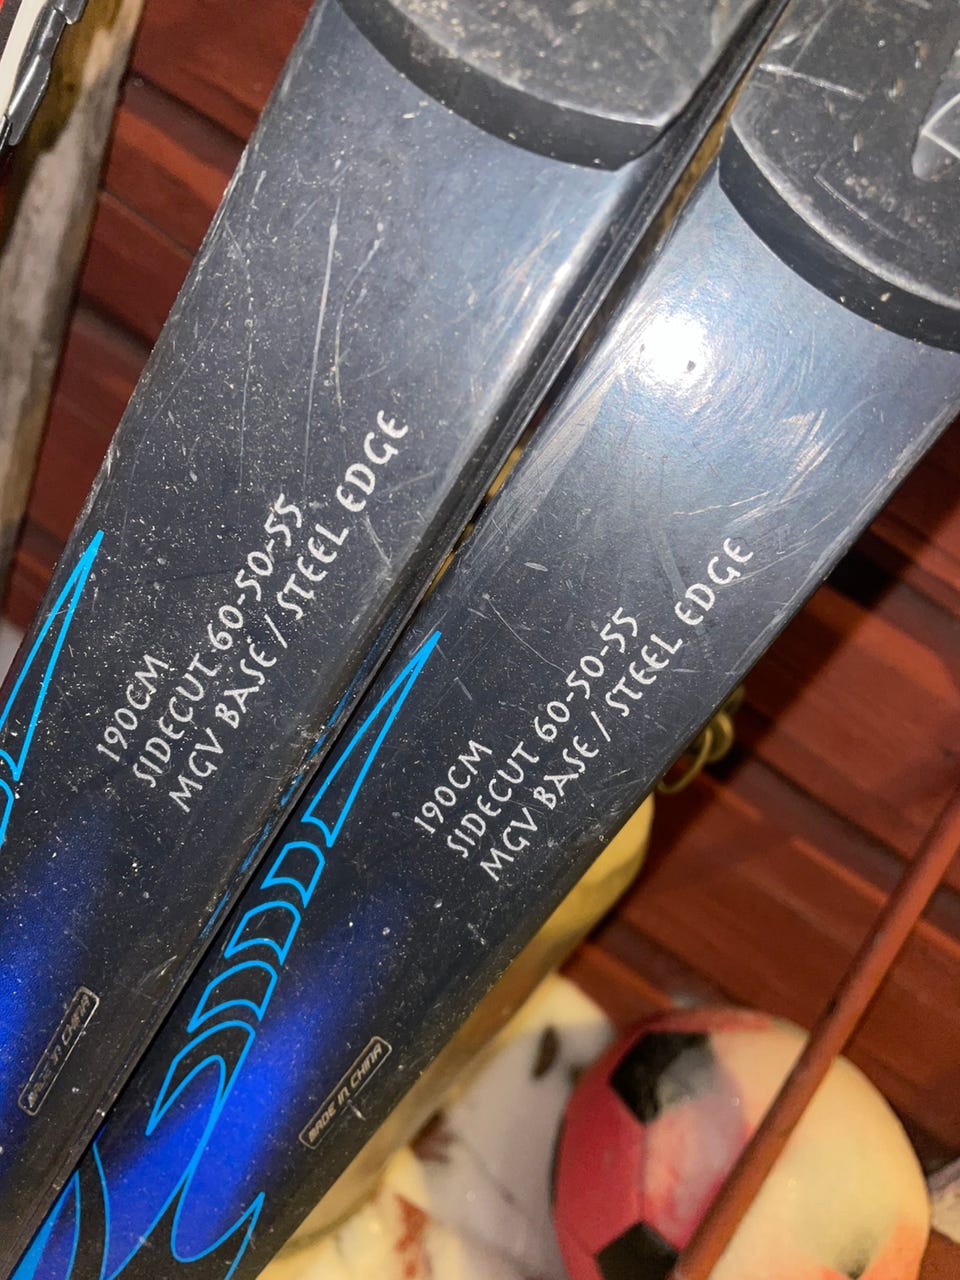 190CM
SIDECUT 60-50-55
MGV BASE / STEEL EDGE
MADE IN CHINA
190CM
SIDECUT 60-50-55
MGV BASE / STEEL EDGE
MADE IN CHINA